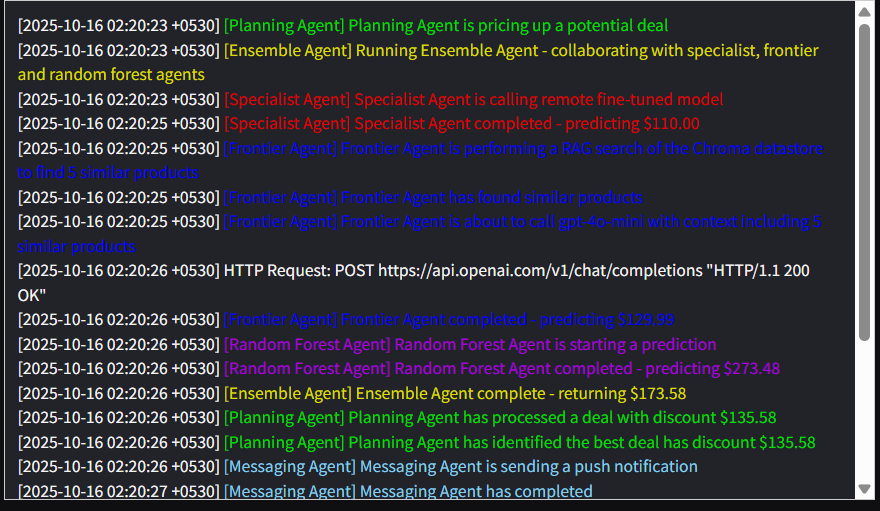 [2025-10-16 02:20:23 +0530] [Planning Agent] Planning Agent is pricing up a potential deal
[2025-10-16 02:20:23 +0530] [Ensemble Agent] Running Ensemble Agent - collaborating with specialist, frontier
and random forest agents
[2025-10-16 02:20:23 +0530] [Specialist Agent] Specialist Agent is calling remote fine-tuned model
[2025-10-16 02:20:25 +0530] [Specialist Agent] Specialist Agent completed - predicting $110.00
[2025-10-16 02:20:25 +0530] [Frontier Agent] Frontier Agent is performing a RAG search of the Chroma datastore
to find 5 similar products
[2025-10-16 02:20:25 +0530] [Frontier Agent] Frontier Agent has found similar products
[2025-10-16 02:20:25 +0530] [Frontier Agent] Frontier Agent is about to call gpt-4o-mini with context including 5
similar products
[2025-10-16 02:20:26 +0530] HTTP Request: POST https://api.openai.com/v1/chat/completions "HTTP/1.1 200
OK"
[2025-10-16 02:20:26 +0530] [Frontier Agent] Frontier Agent completed - predicting $129.99
[2025-10-16 02:20:26 +0530] [Random Forest Agent] Random Forest Agent is starting a prediction
[2025-10-16 02:20:26 +0530] [Random Forest Agent] Random Forest Agent completed - predicting $273.48
[2025-10-16 02:20:26 +0530] [Ensemble Agent] Ensemble Agent complete - returning $173.58
[2025-10-16 02:20:26 +0530] [Planning Agent] Planning Agent has processed a deal with discount $135.58
[2025-10-16 02:20:26 +0530] [Planning Agent] Planning Agent has identified the best deal has discount $135.58
[2025-10-16 02:20:26 +0530] [Messaging Agent] Messaging Agent is sending a push notification
[2025-10-16 02:20:27 +0530] [Messaging Agent] Messaging Agent has completed